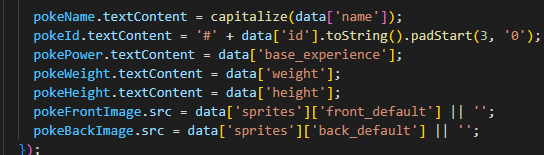 pokeName.textContent = capitalize(data['name']);
pokeId.textContent = '#' + data['id'].toString().padStart(3, '0');
pokePower.textContent = data['base_experience'];
pokeWeight.textContent = data['weight'];
pokeHeight.textContent = data['height'];
pokeFrontImage.src = data['sprites']['front_default'] || '';
pokeBackImage.src = data['sprites']['back_default'] || '';
});